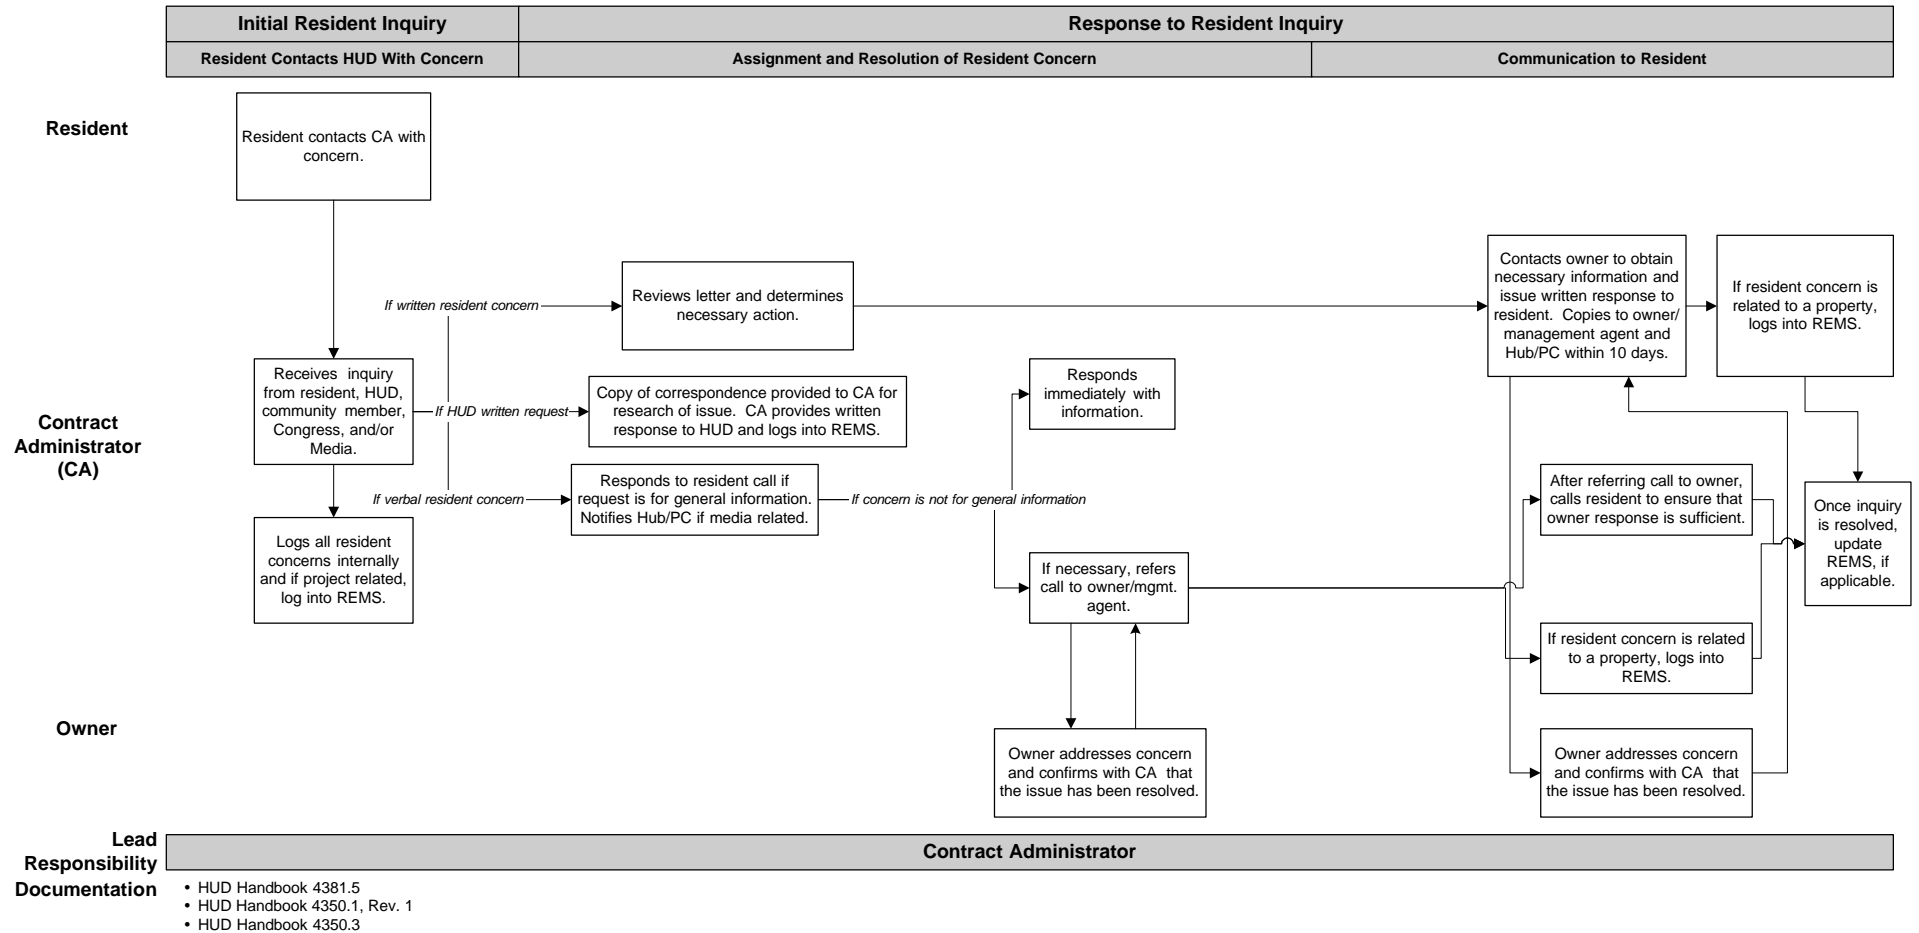 Initial Resident Inquiry
Response to Resident Inquiry
Resident Contacts HUD With Concern
Assignment and Resolution of Resident Concern
Communication to Resident
Resident
Resident contacts CA with
concern.
Contract
Administrator
(CA)
Receives inquiry
from resident, HUD,
community member,
Congress, and/or
Media.
Logs all resident
concerns internally
and if project related,
log into REMS.
If written resident concern
Reviews letter and determines
necessary action.
If HUD written request
Copy of correspondence provided to CA for
research of issue. CA provides written
response to HUD and logs into REMS.
If verbal resident concern
Responds to resident call if
request is for general information.
Notifies Hub/PC if media related.
If concern is not for general information
Responds
immediately with
information.
If necessary, refers
call to owner/mgmt.
agent.
Contacts owner to obtain
necessary information and
issue written response to
resident. Copies to owner/
management agent and
Hub/PC within 10 days.
If resident concern is
related to a property,
logs into REMS.
After referring call to owner,
calls resident to ensure that
owner response is sufficient.
Once inquiry
is resolved,
update
REMS, if
applicable.
If resident concern is related
to a property, logs into
REMS.
Owner
Owner addresses concern
and confirms with CA that
the issue has been resolved.
Owner addresses concern
and confirms with CA that
the issue has been resolved.
Lead
Responsibility
Contract Administrator
Documentation
• HUD Handbook 4381.5
• HUD Handbook 4350.1, Rev. 1
• HUD Handbook 4350.3